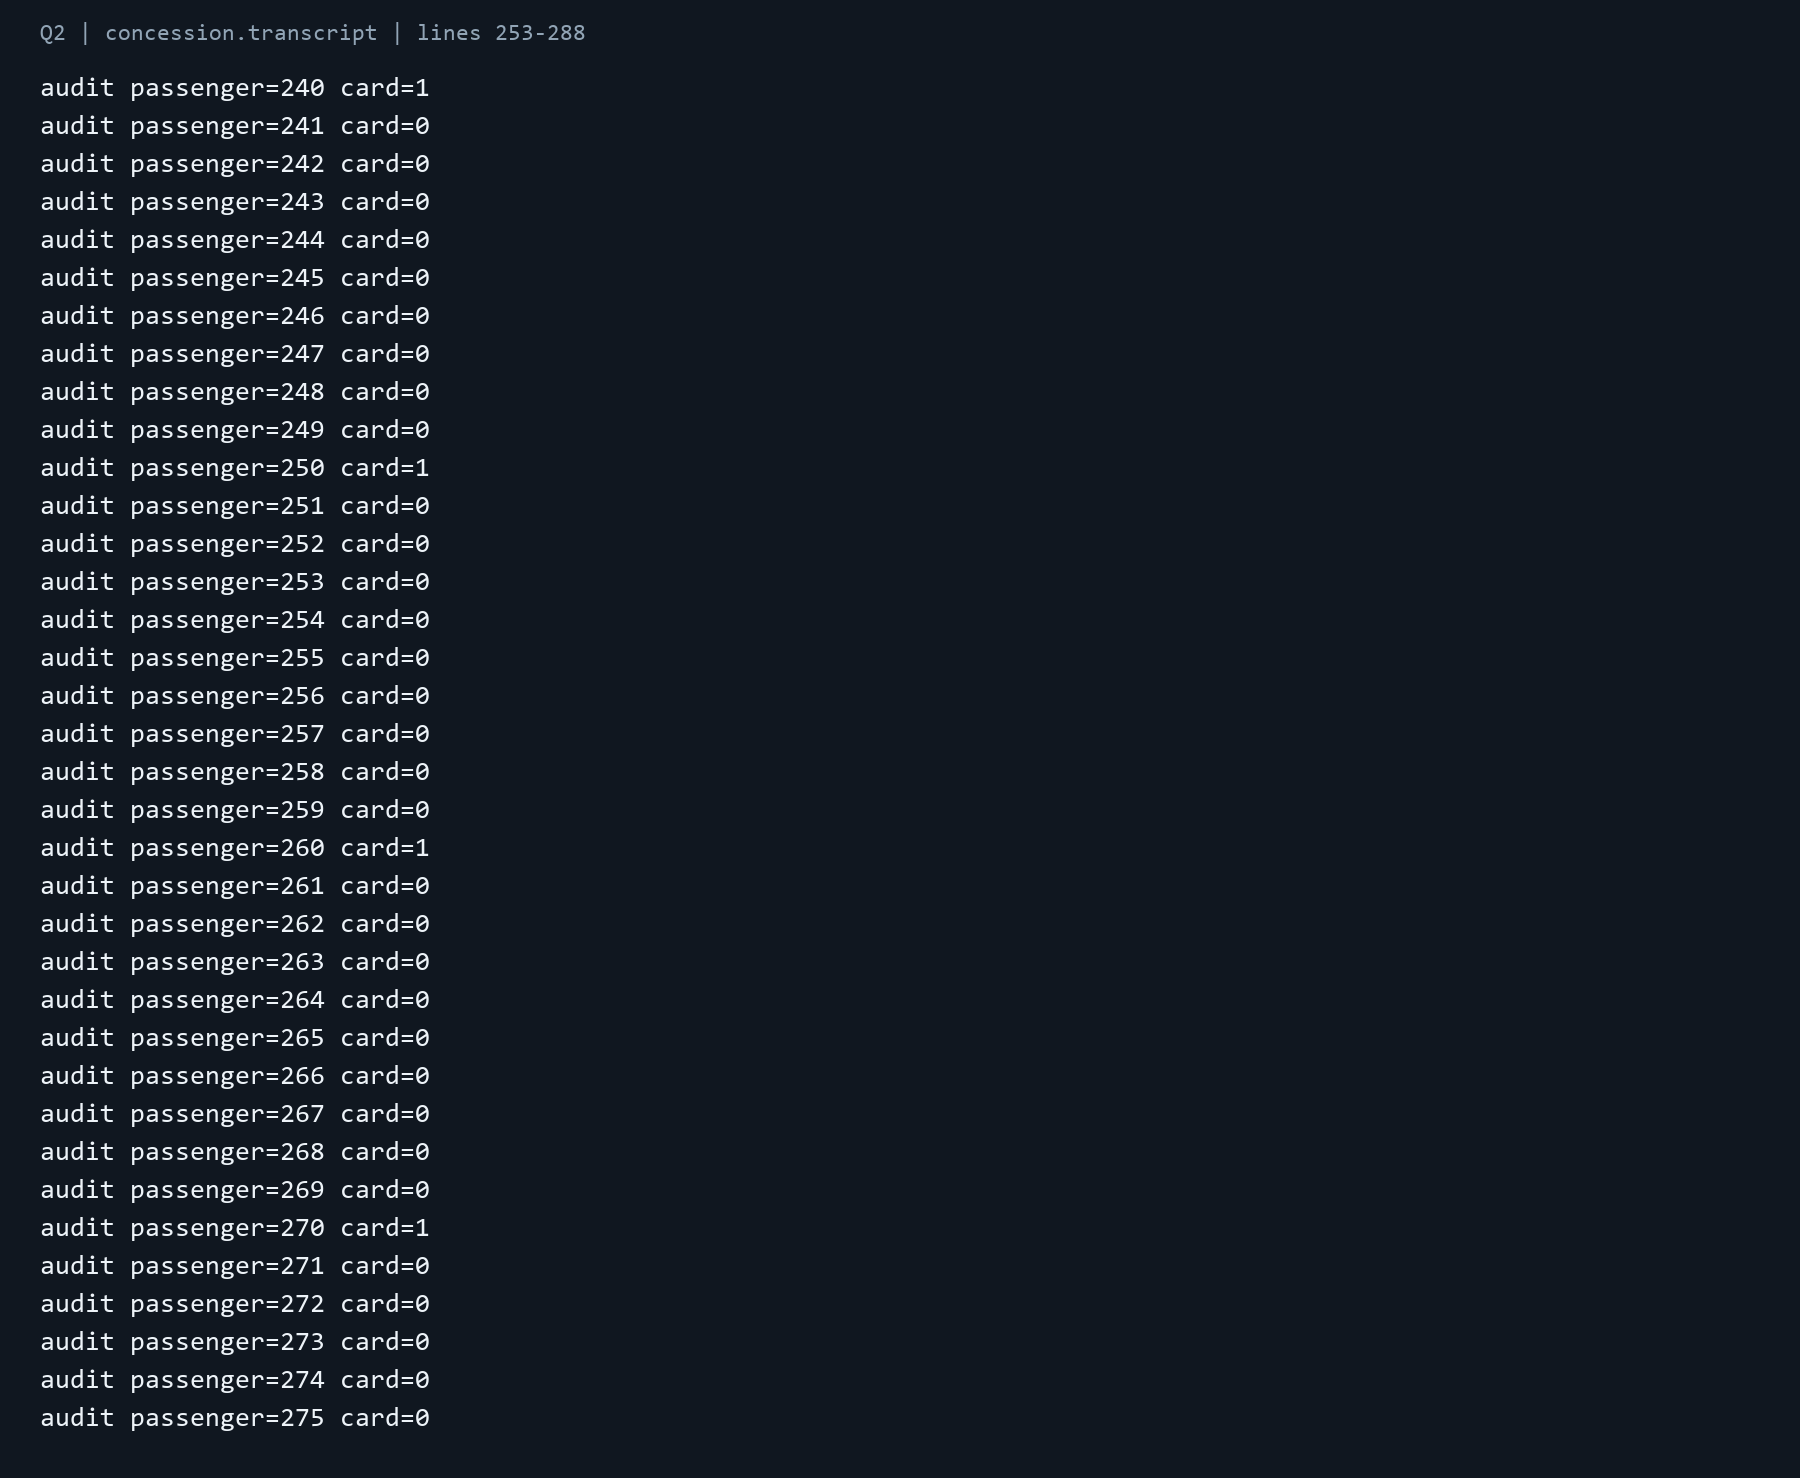 Q2 | concession.transcript | lines 253-288
audit passenger=240 card=1
audit passenger=241 card=0
audit passenger=242 card=0
audit passenger=243 card=0
audit passenger=244 card=0
audit passenger=245 card=0
audit passenger=246 card=0
audit passenger=247 card=0
audit passenger=248 card=0
audit passenger=249 card=0
audit passenger=250 card=1
audit passenger=251 card=0
audit passenger=252 card=0
audit passenger=253 card=0
audit passenger=254 card=0
audit passenger=255 card=0
audit passenger=256 card=0
audit passenger=257 card=0
audit passenger=258 card=0
audit passenger=259 card=0
audit passenger=260 card=1
audit passenger=261 card=0
audit passenger=262 card=0
audit passenger=263 card=0
audit passenger=264 card=0
audit passenger=265 card=0
audit passenger=266 card=0
audit passenger=267 card=0
audit passenger=268 card=0
audit passenger=269 card=0
audit passenger=270 card=1
audit passenger=271 card=0
audit passenger=272 card=0
audit passenger=273 card=0
audit passenger=274 card=0
audit passenger=275 card=0